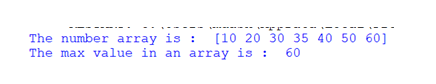 The number array is :  [10 20 30 35 40 50 60]
The max value in an array is :  60